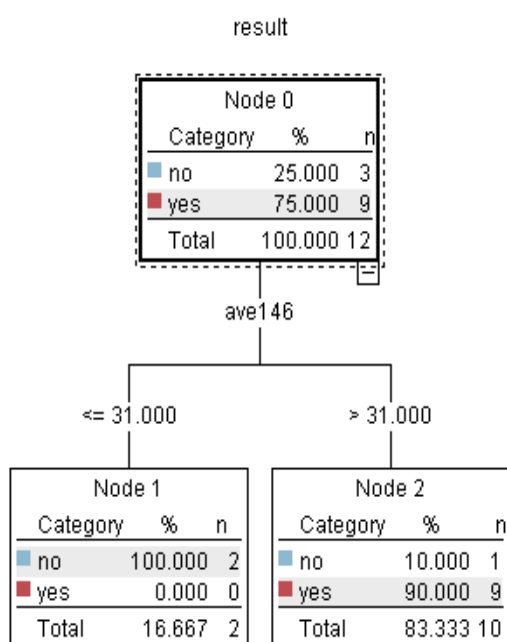 result
Node 0
Category % n
no 25.000 3
yes 75.000 9
Total 100.000 12
ave146
<= 31.000 > 31.000
Node 1
Category % n
no 100.000 2
yes 0.000 0
Total 16.667 2
Node 2
Category % n
no 10.000 1
yes 90.000 9
Total 83.333 10